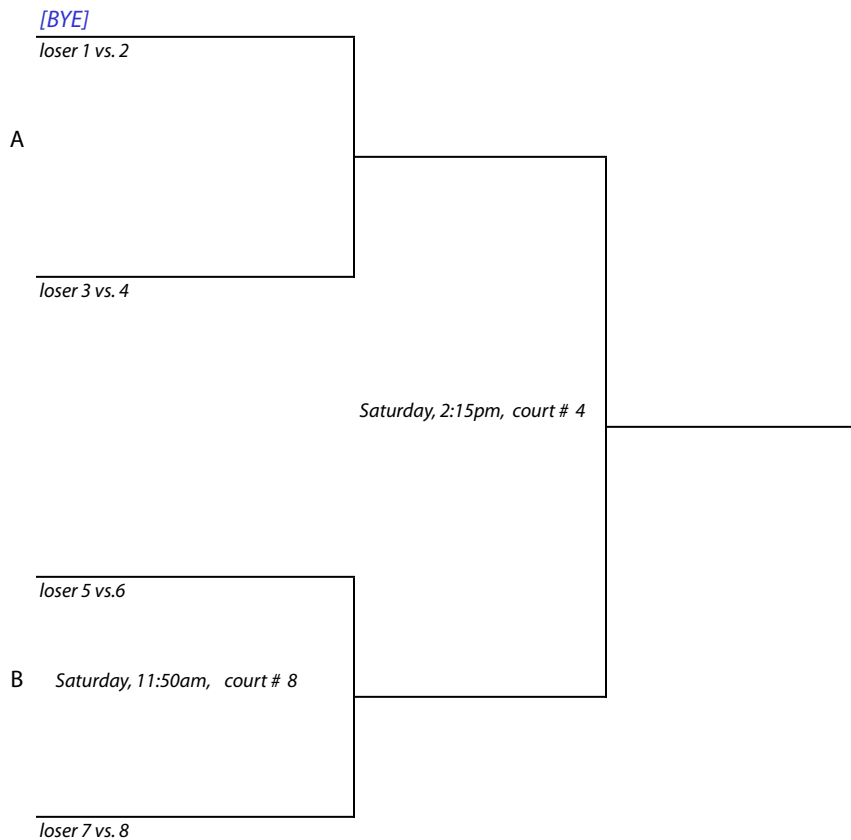 [BYE]
loser 1 vs. 2
A
loser 3 vs. 4
Saturday, 2:15pm, court # 4
loser 5 vs.6
B Saturday, 11:50am, court # 8
loser 7 vs. 8